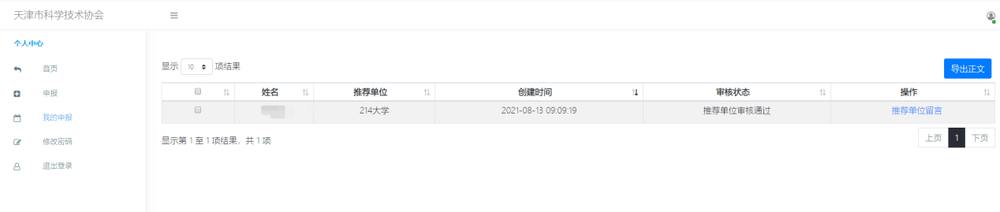 天津市科学技术协会
个人中心
首页
申报
我的申报
修改密码
退出登录
显示 10 项结果
导出正文
姓名 推荐单位 创建时间 审核状态 操作
214大学 2021-08-13 09:09:19 推荐单位审核通过 推荐单位留言
显示第 1 至 1 项结果，共 1 项
上页 1 下页